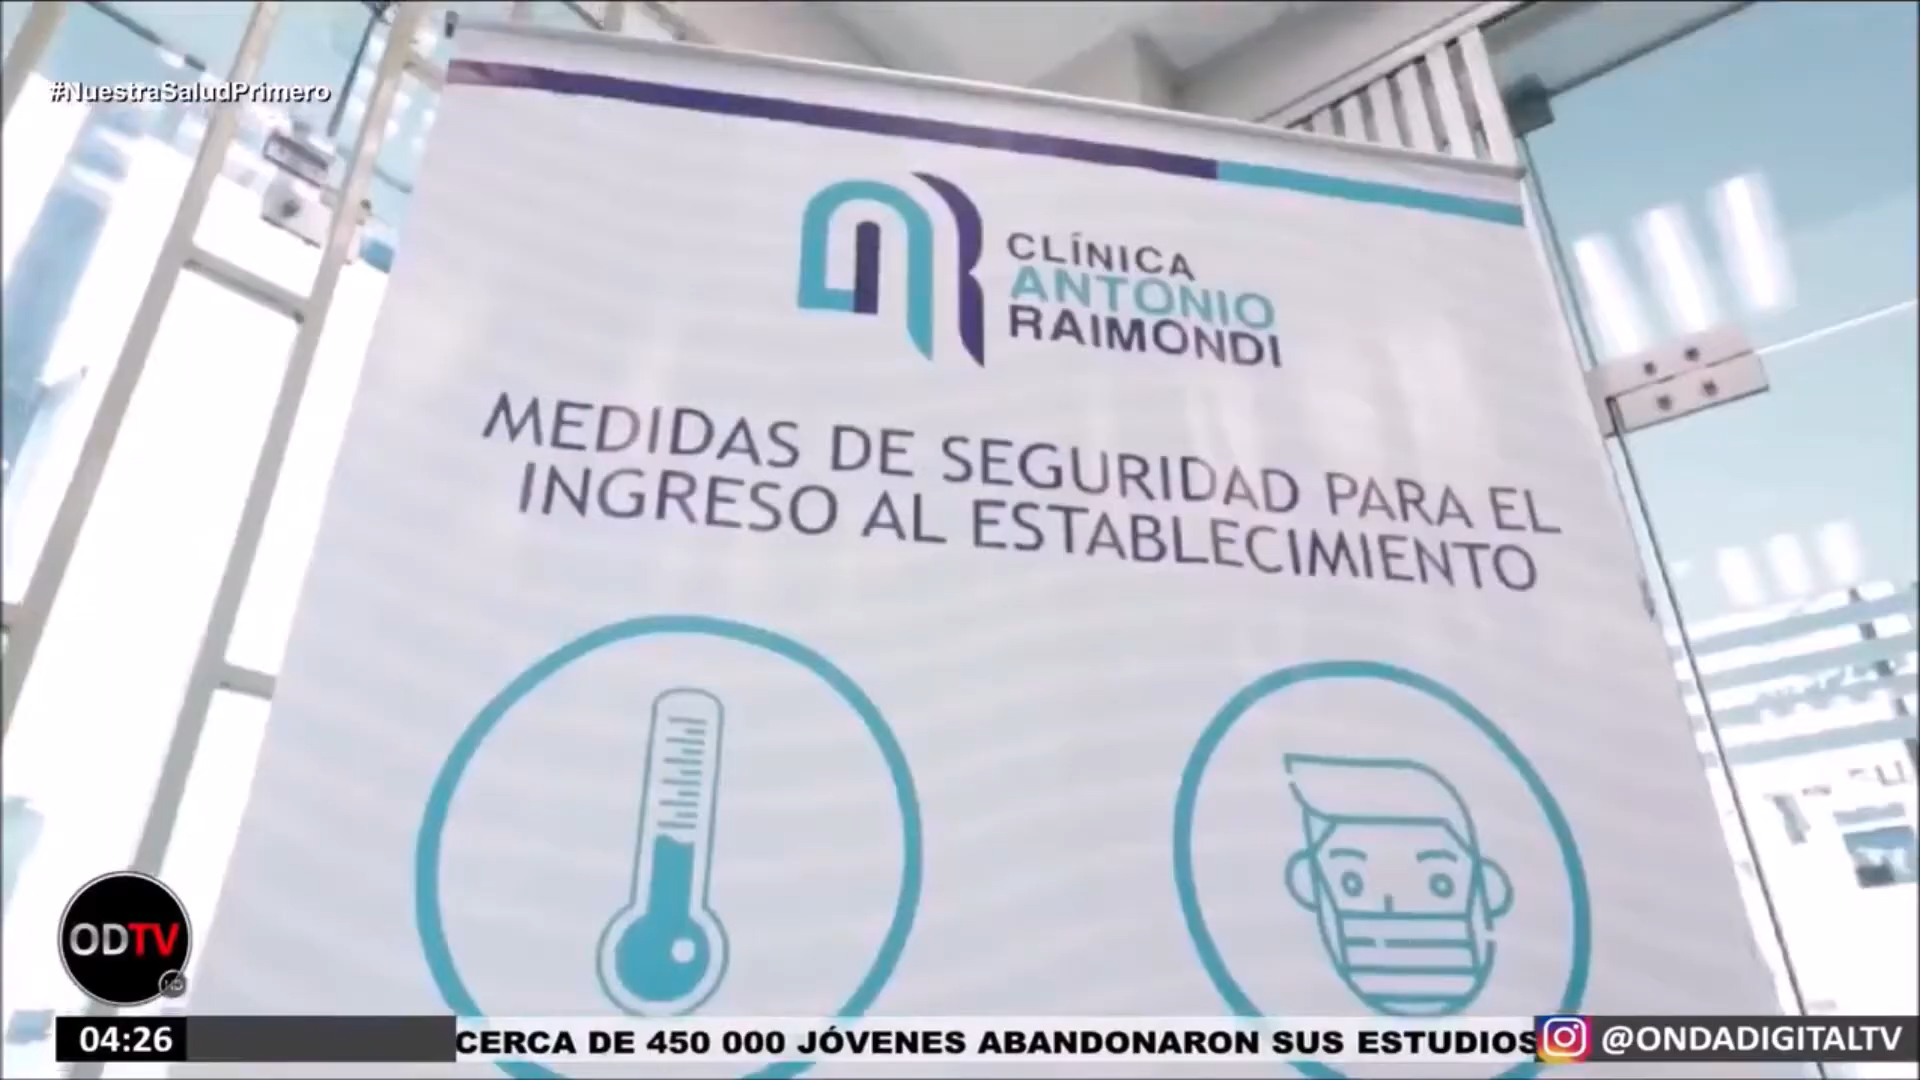 #NuestraSaludPrimero
CLÍNICA
ANTONIO
RAIMONDI
MEDIDAS DE SEGURIDAD PARA EL
INGRESO AL ESTABLECIMIENTO
ODTV
HD
04:26
CERCA DE 450 000 JÓVENES ABANDONARON SUS ESTUDIOS
@ONDADIGITALTV